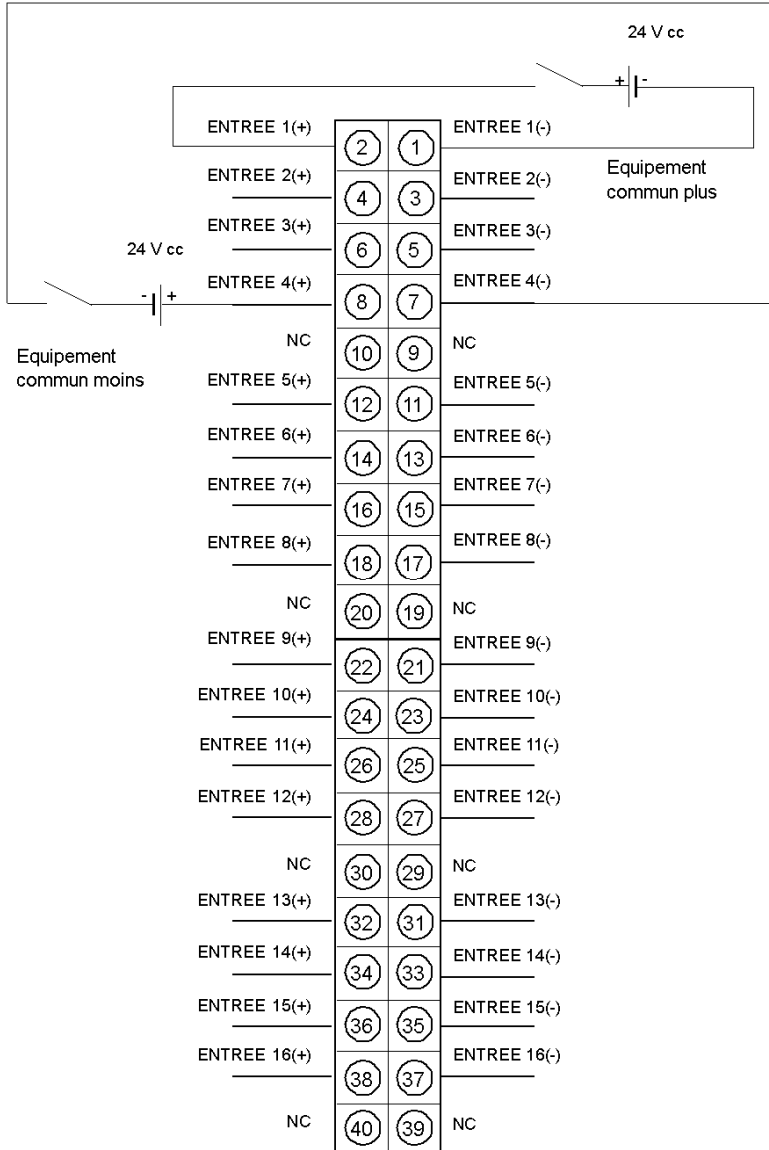 24 V cc
+ -
ENTREE 1(+) 2 1 ENTREE 1(-)
Equipement
commun plus
ENTREE 2(+) 4 3 ENTREE 2(-)
ENTREE 3(+) 6 5 ENTREE 3(-)
24 V cc
- +
ENTREE 4(+) 8 7 ENTREE 4(-)
Equipement
commun moins
NC 10 9 NC
ENTREE 5(+) 12 11 ENTREE 5(-)
ENTREE 6(+) 14 13 ENTREE 6(-)
ENTREE 7(+) 16 15 ENTREE 7(-)
ENTREE 8(+) 18 17 ENTREE 8(-)
NC 20 19 NC
ENTREE 9(+) 22 21 ENTREE 9(-)
ENTREE 10(+) 24 23 ENTREE 10(-)
ENTREE 11(+) 26 25 ENTREE 11(-)
ENTREE 12(+) 28 27 ENTREE 12(-)
NC 30 29 NC
ENTREE 13(+) 32 31 ENTREE 13(-)
ENTREE 14(+) 34 33 ENTREE 14(-)
ENTREE 15(+) 36 35 ENTREE 15(-)
ENTREE 16(+) 38 37 ENTREE 16(-)
NC 40 39 NC